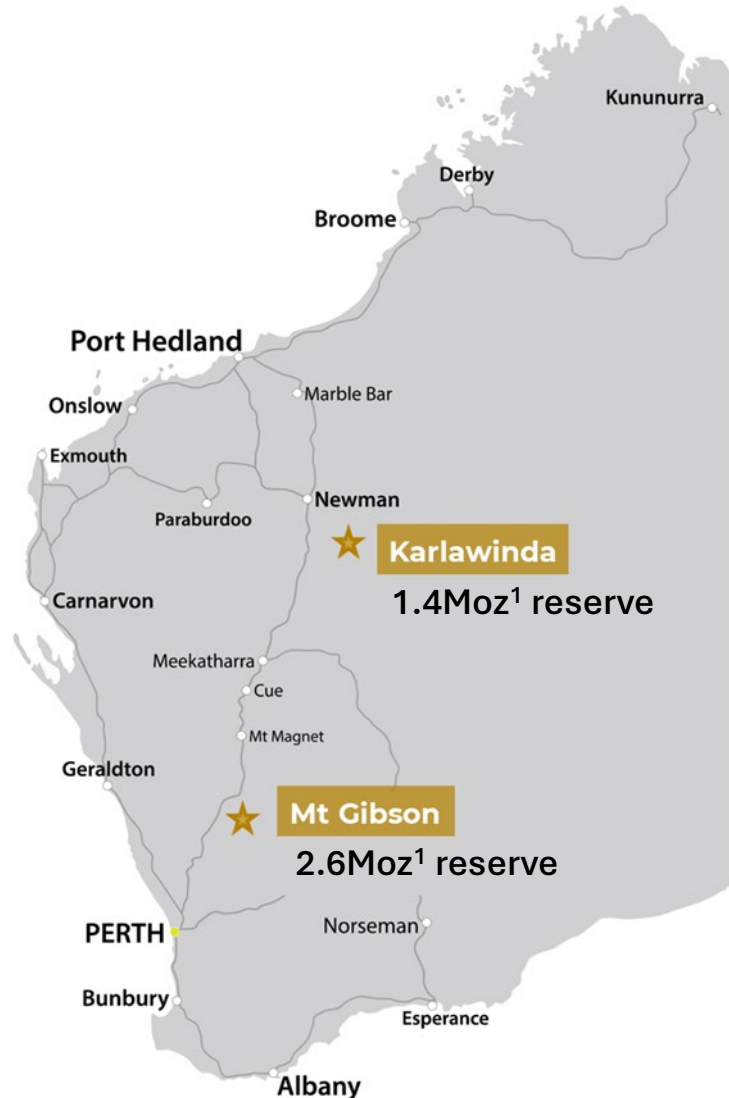 Kununurra
Derby
Broome
Port Hedland
Marble Bar
Onslow
Exmouth
Newman
Paraburdoo
Karlawinda
1.4Moz¹ reserve
Carnarvon
Meekatharra
Cue
Mt Magnet
Geraldton
Mt Gibson
2.6Moz¹ reserve
Norseman
PERTH
Bunbury
Esperance
Albany